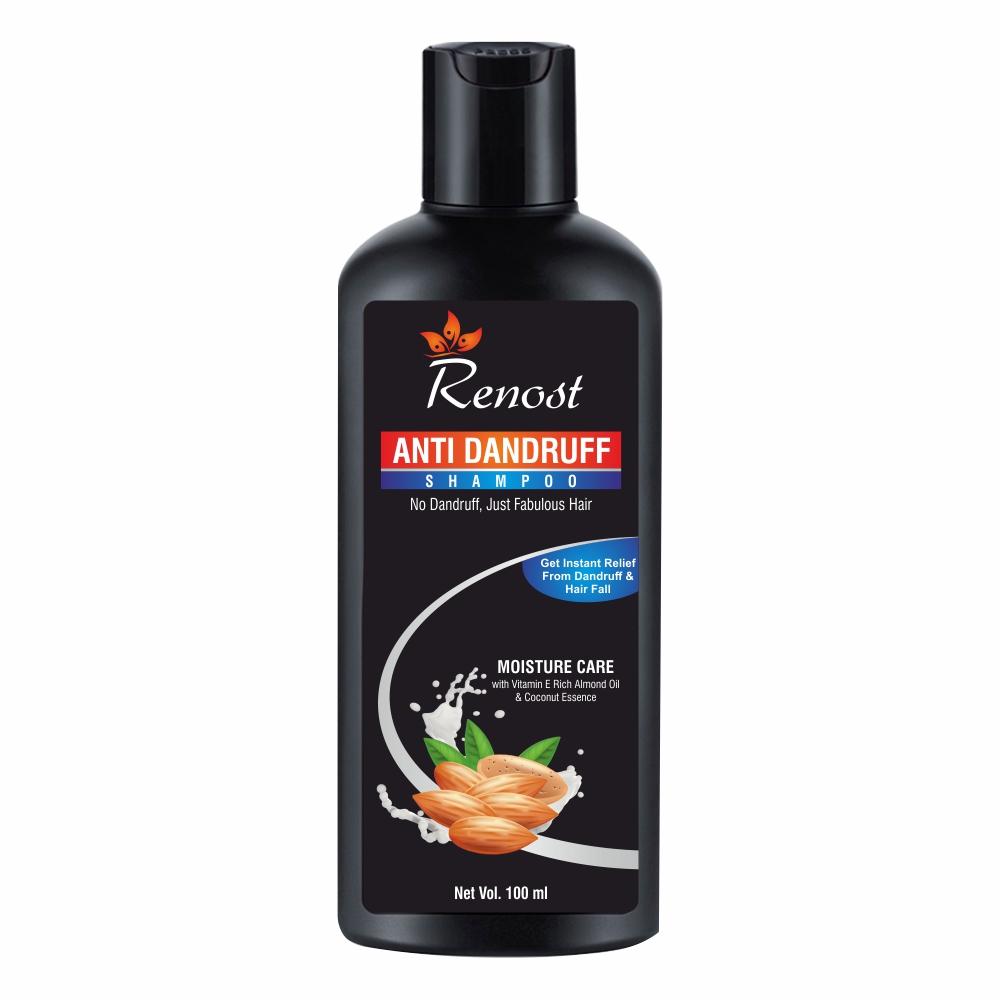 Renost
ANTI DANDRUFF
SHAMPOO
No Dandruff, Just Fabulous Hair
Get Instant Relief
From Dandruff &
Hair Fall
MOISTURE CARE
with Vitamin E Rich Almond Oil
& Coconut Essence
Net Vol. 100 ml